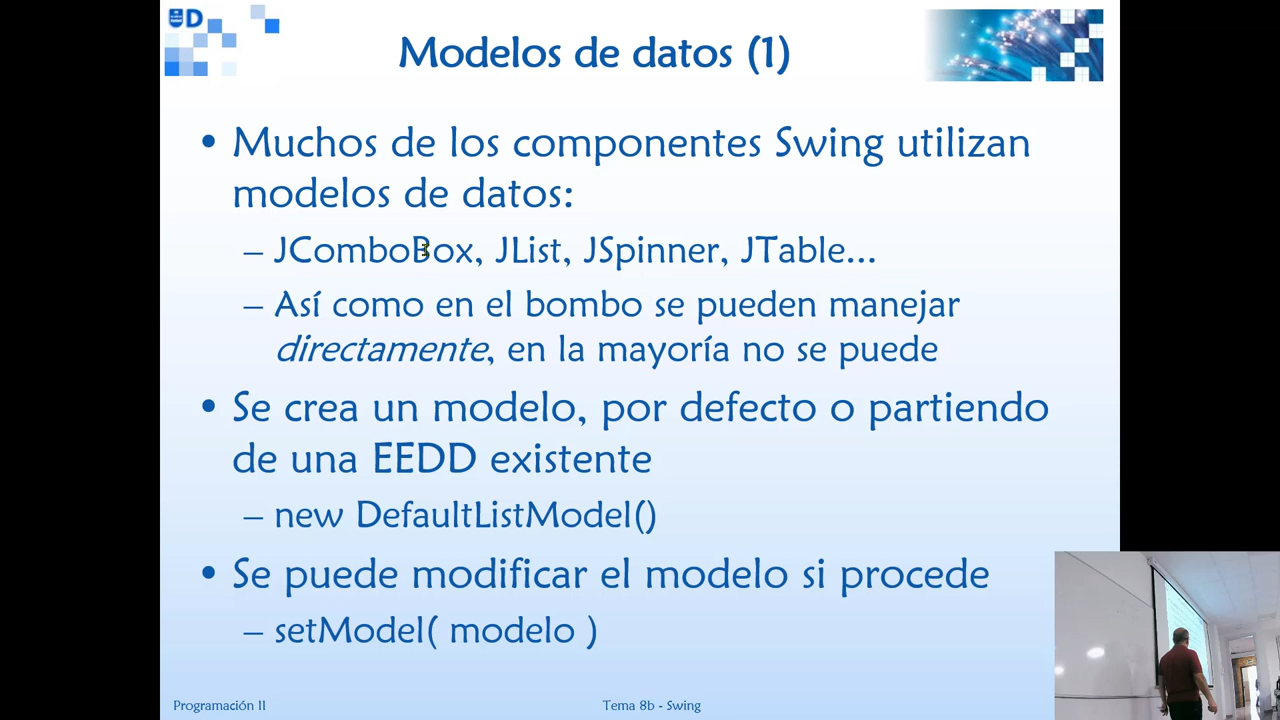 D
Modelos de datos (1)
• Muchos de los componentes Swing utilizan
modelos de datos:
– JComboBox, JList, JSpinner, JTable...
– Así como en el bombo se pueden manejar
directamente, en la mayoría no se puede
• Se crea un modelo, por defecto o partiendo
de una EEDD existente
– new DefaultListModel()
• Se puede modificar el modelo si procede
– setModel( modelo )
Programación II
Tema 8b - Swing